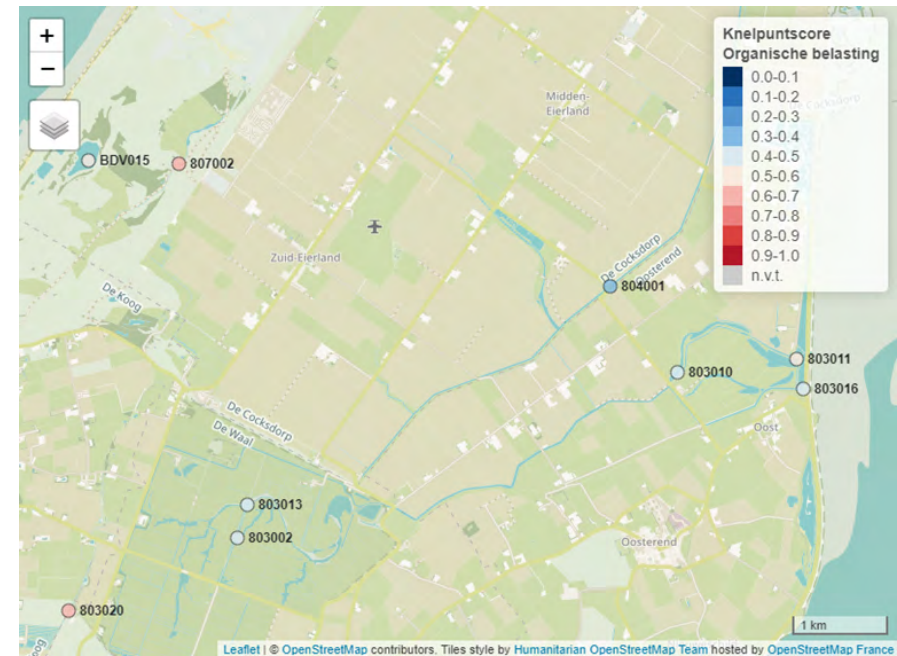 +
−
Knelpuntscore
Organische belasting
0.0-0.1
0.1-0.2
0.2-0.3
0.3-0.4
0.4-0.5
0.5-0.6
0.6-0.7
0.7-0.8
0.8-0.9
0.9-1.0
n.v.t.
De Cocksdorp
Midden-
Eierland
BDV015
807002
Zuid-Eierland
De Cocksdorp
Oosterend
804001
De Koog
803011
803010
803016
De Cocksdorp
De Waal
Oost
803013
803002
Oosterend
803020
1 km
Leaflet | © OpenStreetMap contributors. Tiles style by Humanitarian OpenStreetMap Team hosted by OpenStreetMap France